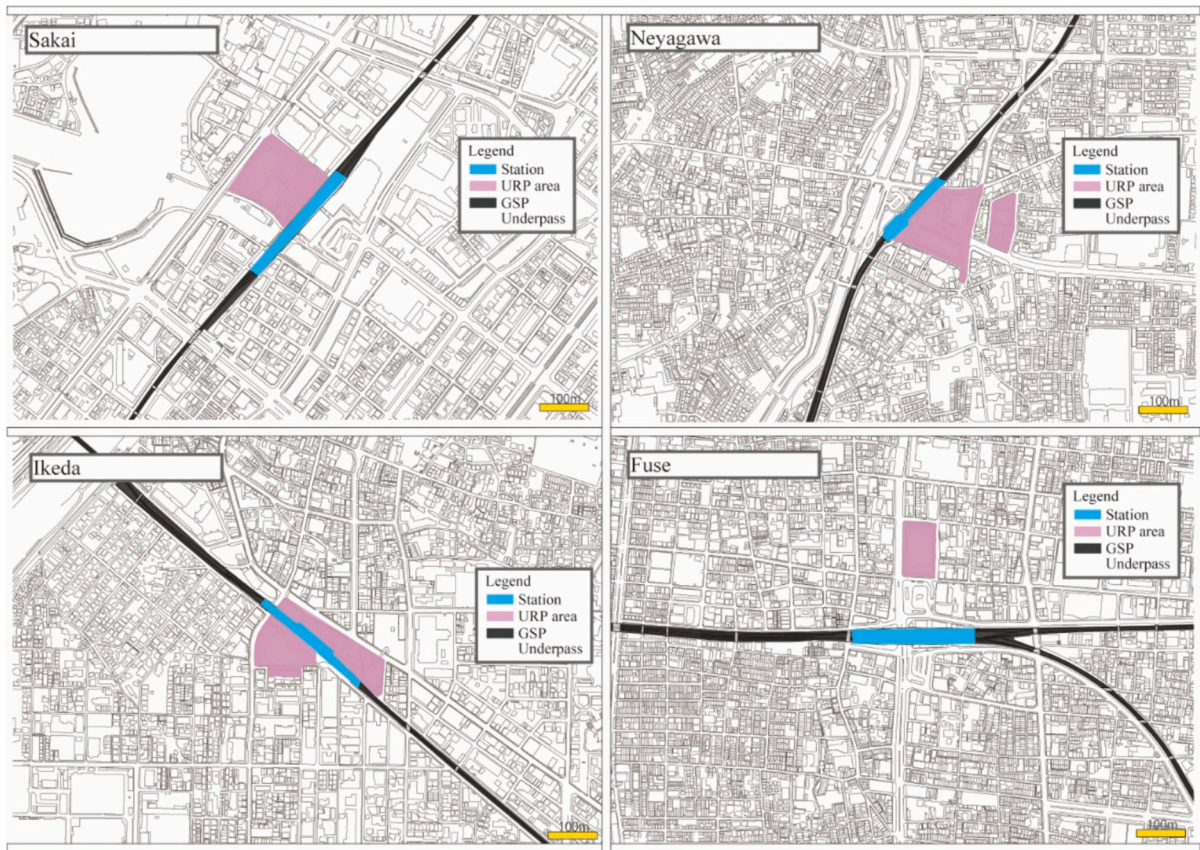 Sakai
Legend
Station
URP area
GSP
Underpass
100m
Neyagawa
Legend
Station
URP area
GSP
Underpass
100m
Ikeda
Legend
Station
URP area
GSP
Underpass
100m
Fuse
Legend
Station
URP area
GSP
Underpass
100m